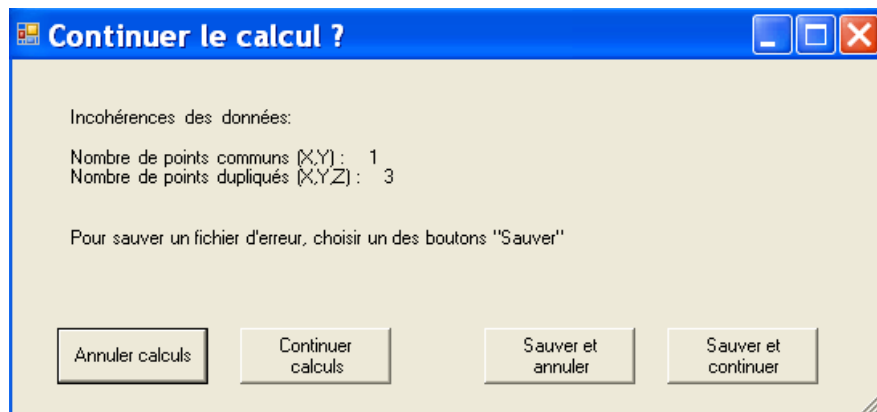 Continuer le calcul ?
Incohérences des données:
Nombre de points communs (X,Y) : 1
Nombre de points dupliqués (X,Y,Z) : 3
Pour sauver un fichier d'erreur, choisir un des boutons "Sauver"
Annuler calculs
Continuer
calculs
Sauver et
annuler
Sauver et
continuer